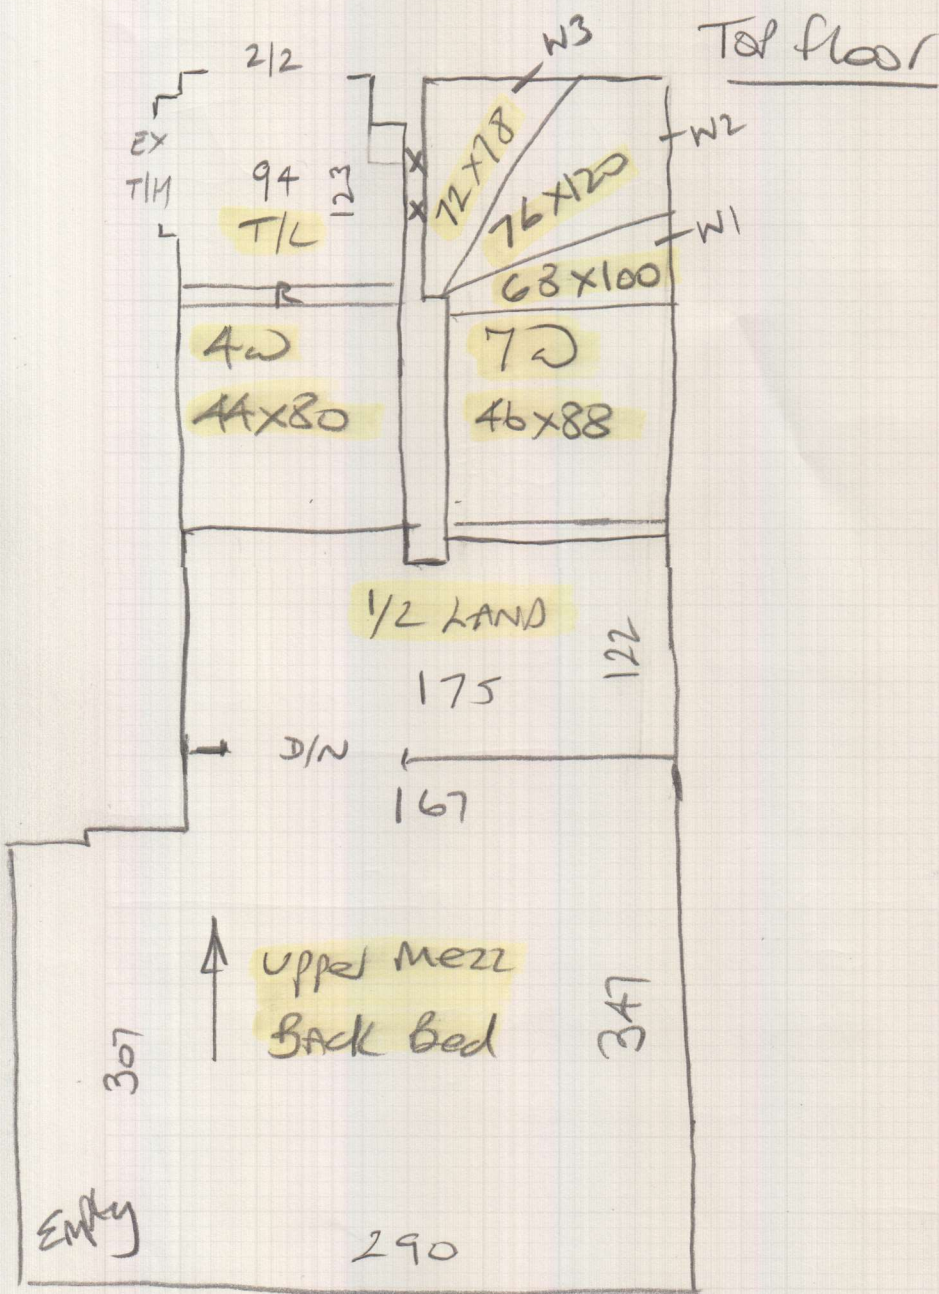 Top floor
W3
2/2
EX
T/H
94
123
T/L
72x78
W2
76x120
W1
68x100
R
4W
44x80
7W
46x88
1/2 LAND
175
122
D/N
167
Upper Mezz
Back Bed
307
347
Empty
290